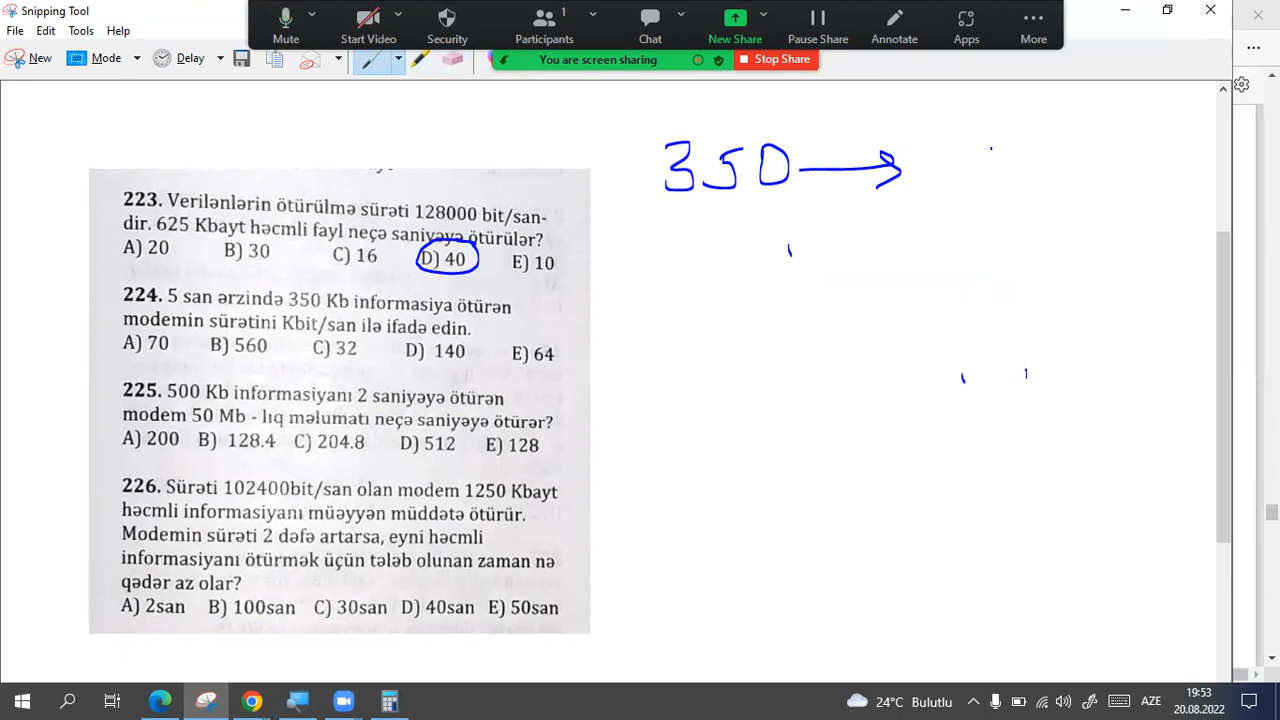 Snipping Tool
File Edit Tools Help
New Mode Delay
Mute Start Video Security Participants 1 Chat New Share Pause Share Annotate Apps More
You are screen sharing Stop Share
350
223. Verilənlərin ötürülmə sürəti 128000 bit/san-
dir. 625 Kbayt həcmli fayl neçə saniyəyə ötürülər?
A) 20 B) 30 C) 16 D) 40 E) 10
224. 5 san ərzində 350 Kb informasiya ötürən
modemin sürətini Kbit/san ilə ifadə edin.
A) 70 B) 560 C) 32 D) 140 E) 64
225. 500 Kb informasiyanı 2 saniyəyə ötürən
modem 50 Mb - lıq məlumatı neçə saniyəyə ötürər?
A) 200 B) 128.4 C) 204.8 D) 512 E) 128
226. Sürəti 102400bit/san olan modem 1250 Kbayt
həcmli informasiyanı müəyyən müddətə ötürür.
Modemin sürəti 2 dəfə artarsa, eyni həcmli
informasiyanı ötürmək üçün tələb olunan zaman nə
qədər az olar?
A) 2san B) 100san C) 30san D) 40san E) 50san
24°C Bulutlu AZE 19:53
20.08.2022